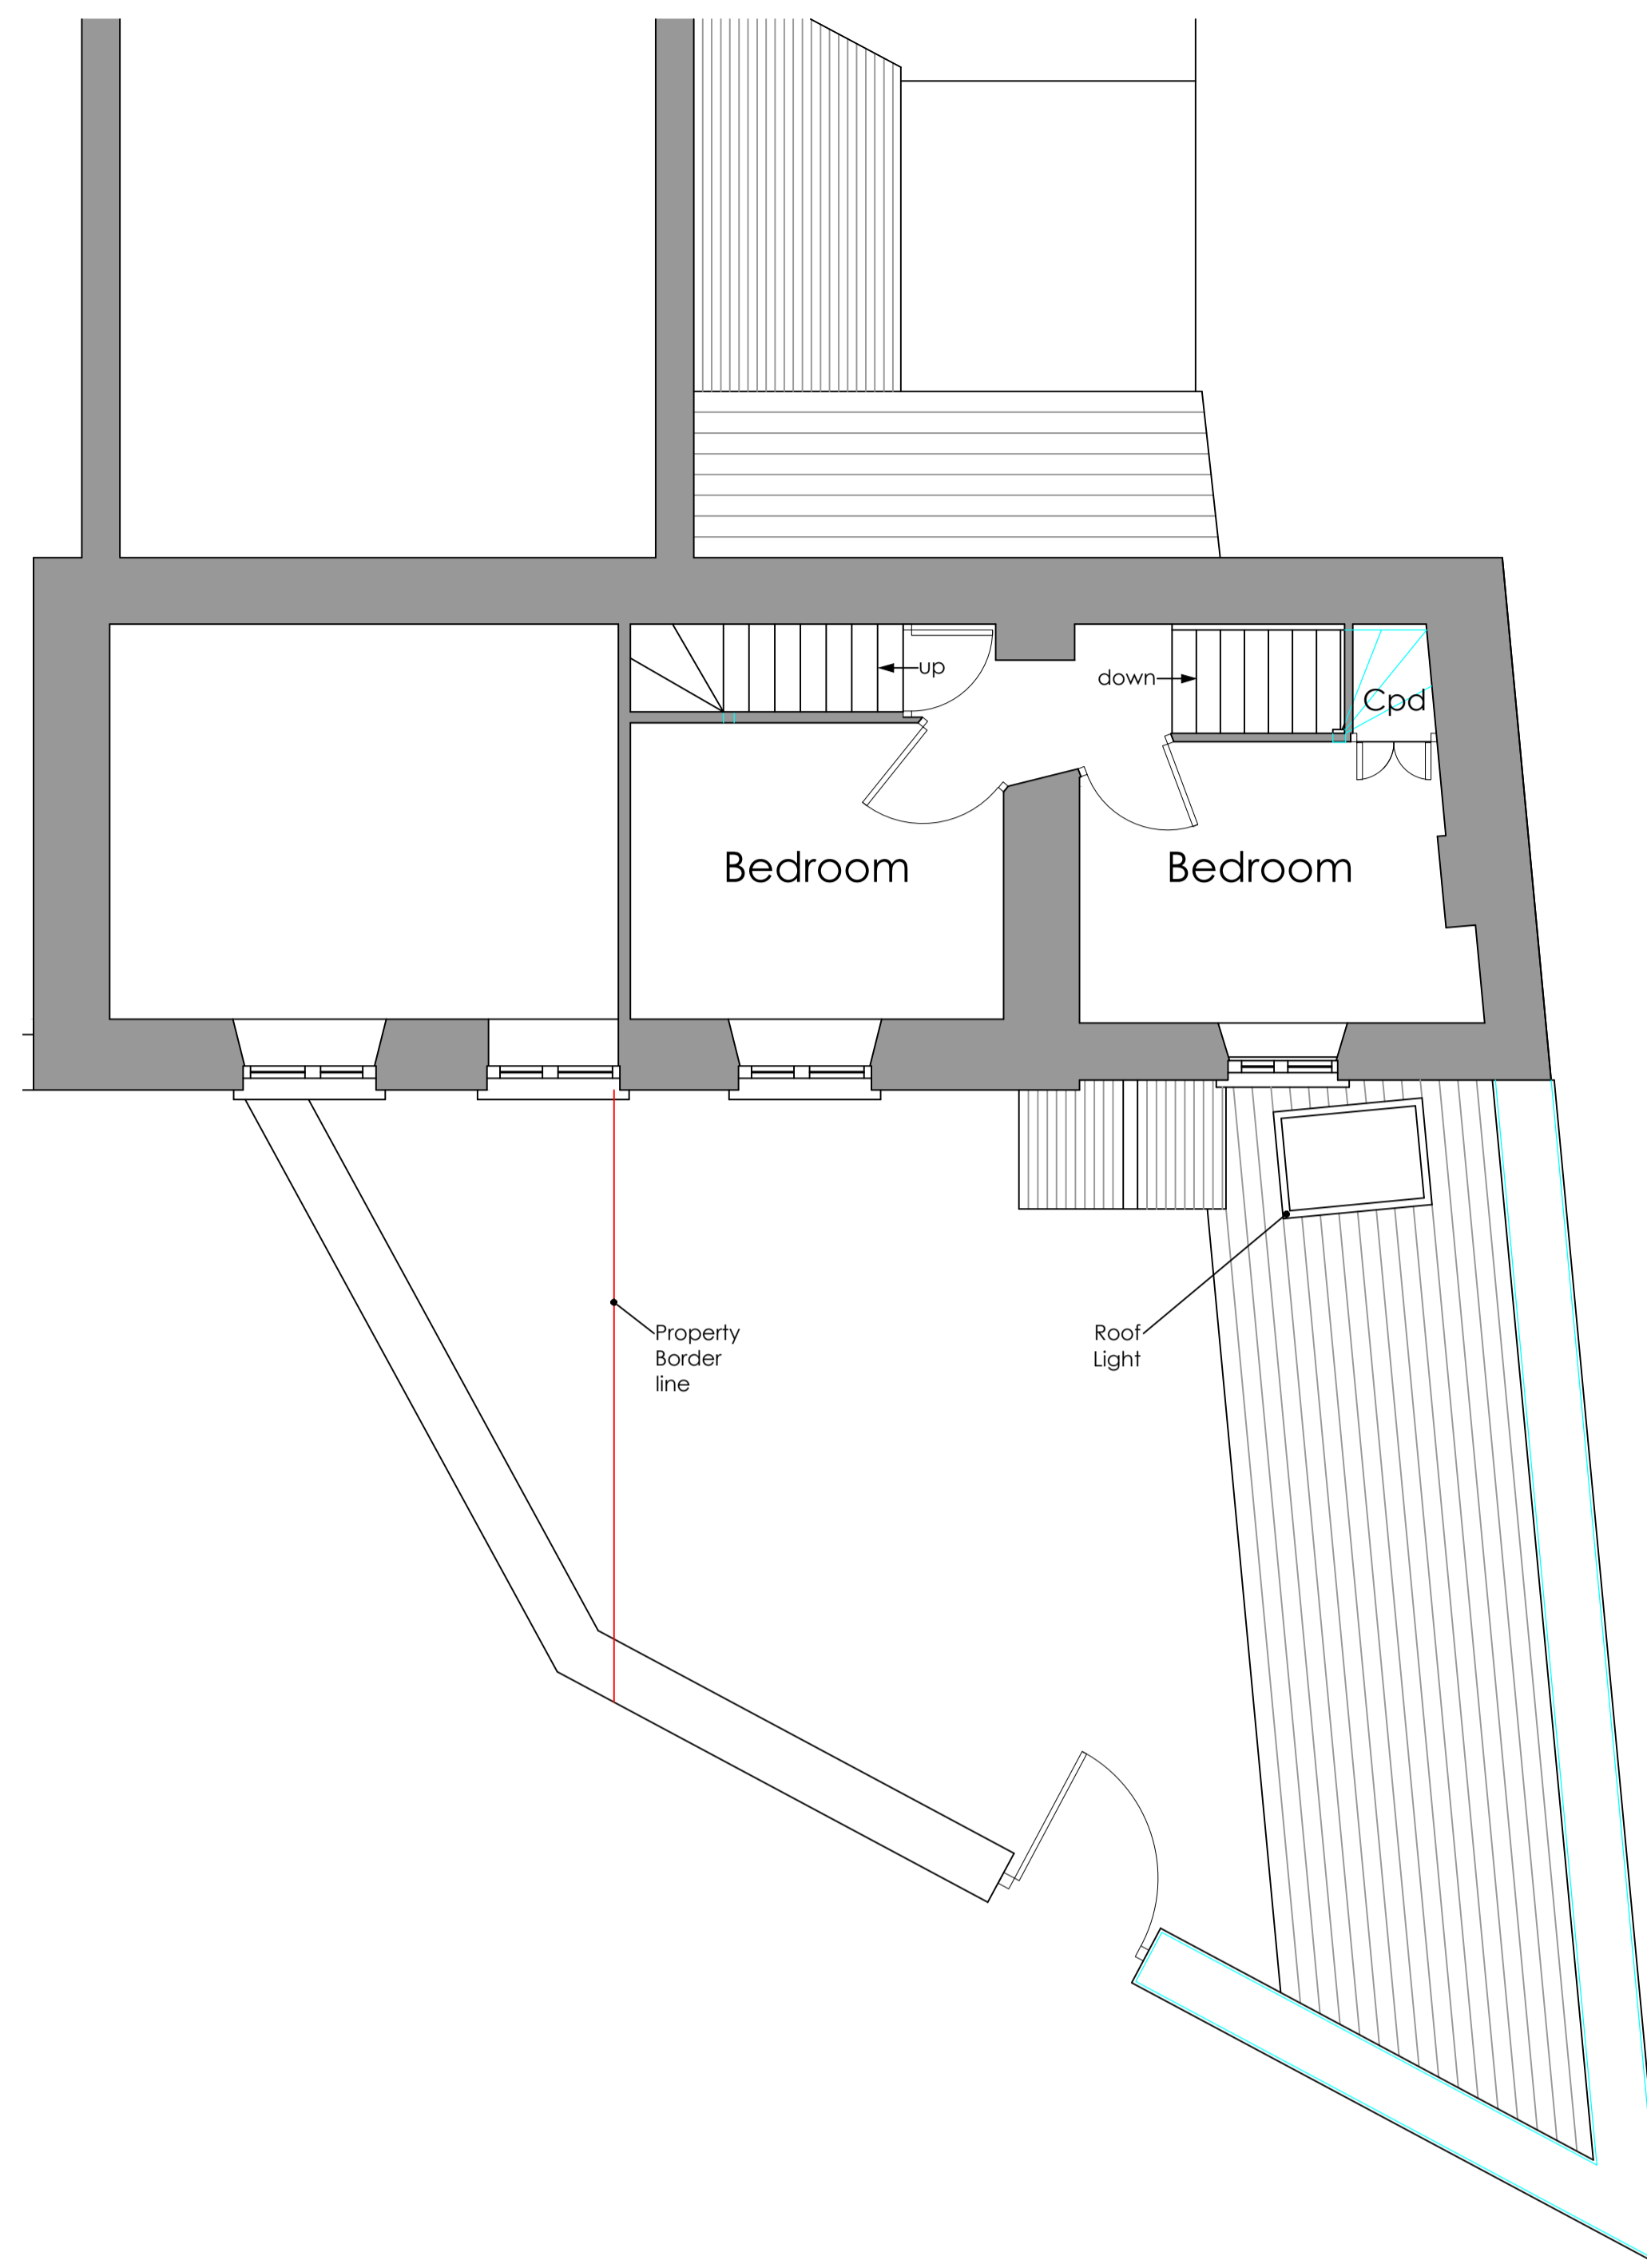 up
down
Cpd
Bedroom
Bedroom
Property
Border
line
Roof
Light